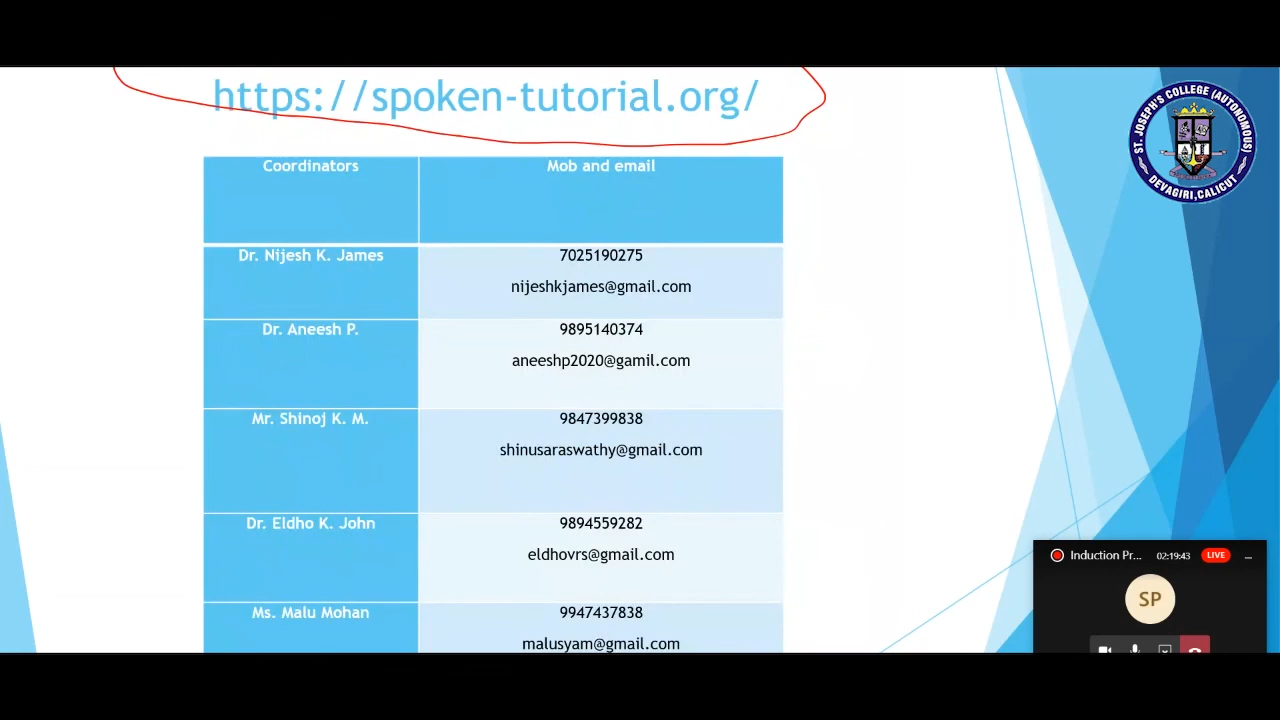 https://spoken-tutorial.org/
ST. JOSEPH'S COLLEGE (AUTONOMOUS)
DEVAGIRI, CALICUT
Coordinators
Mob and email
Dr. Nijesh K. James
7025190275
nijeshkjames@gmail.com
Dr. Aneesh P.
9895140374
aneeshp2020@gamil.com
Mr. Shinoj K. M.
9847399838
shinusaraswathy@gmail.com
Dr. Eldho K. John
9894559282
eldhovrs@gmail.com
Ms. Malu Mohan
9947437838
malusyam@gmail.com
Induction Pr... 02:19:43 LIVE
SP